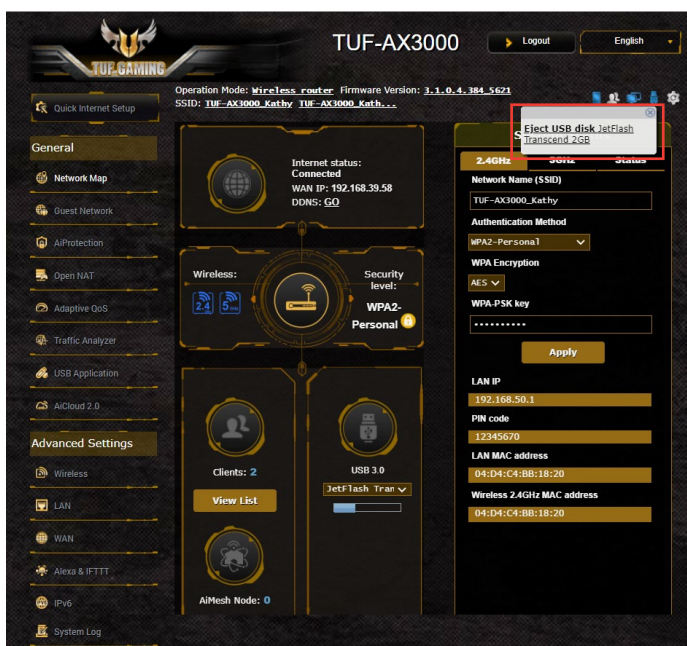 TUF GAMING
TUF-AX3000
Logout
English
Operation Mode: Wireless router Firmware Version: 3.1.0.4.384_5621
SSID: TUF-AX3000_Kathy TUF-AX3000_Kath...
Quick Internet Setup
General
Network Map
Guest Network
AiProtection
Open NAT
Adaptive QoS
Traffic Analyzer
USB Application
AiCloud 2.0
Advanced Settings
Wireless
LAN
WAN
Alexa & IFTTT
IPv6
System Log
Internet status:
Connected
WAN IP: 192.168.39.58
DDNS: GO
Wireless:
2.4
5
Security
level:
WPA2-
Personal
Clients: 2
View List
AiMesh Node: 0
USB 3.0
JetFlash Tran
Eject USB disk JetFlash
Transcend 2GB
2.4GHz 5GHz Status
Network Name (SSID)
TUF-AX3000_Kathy
Authentication Method
WPA2-Personal
WPA Encryption
AES
WPA-PSK key
Apply
LAN IP
192.168.50.1
PIN code
12345670
LAN MAC address
04:D4:C4:BB:18:20
Wireless 2.4GHz MAC address
04:D4:C4:BB:18:20